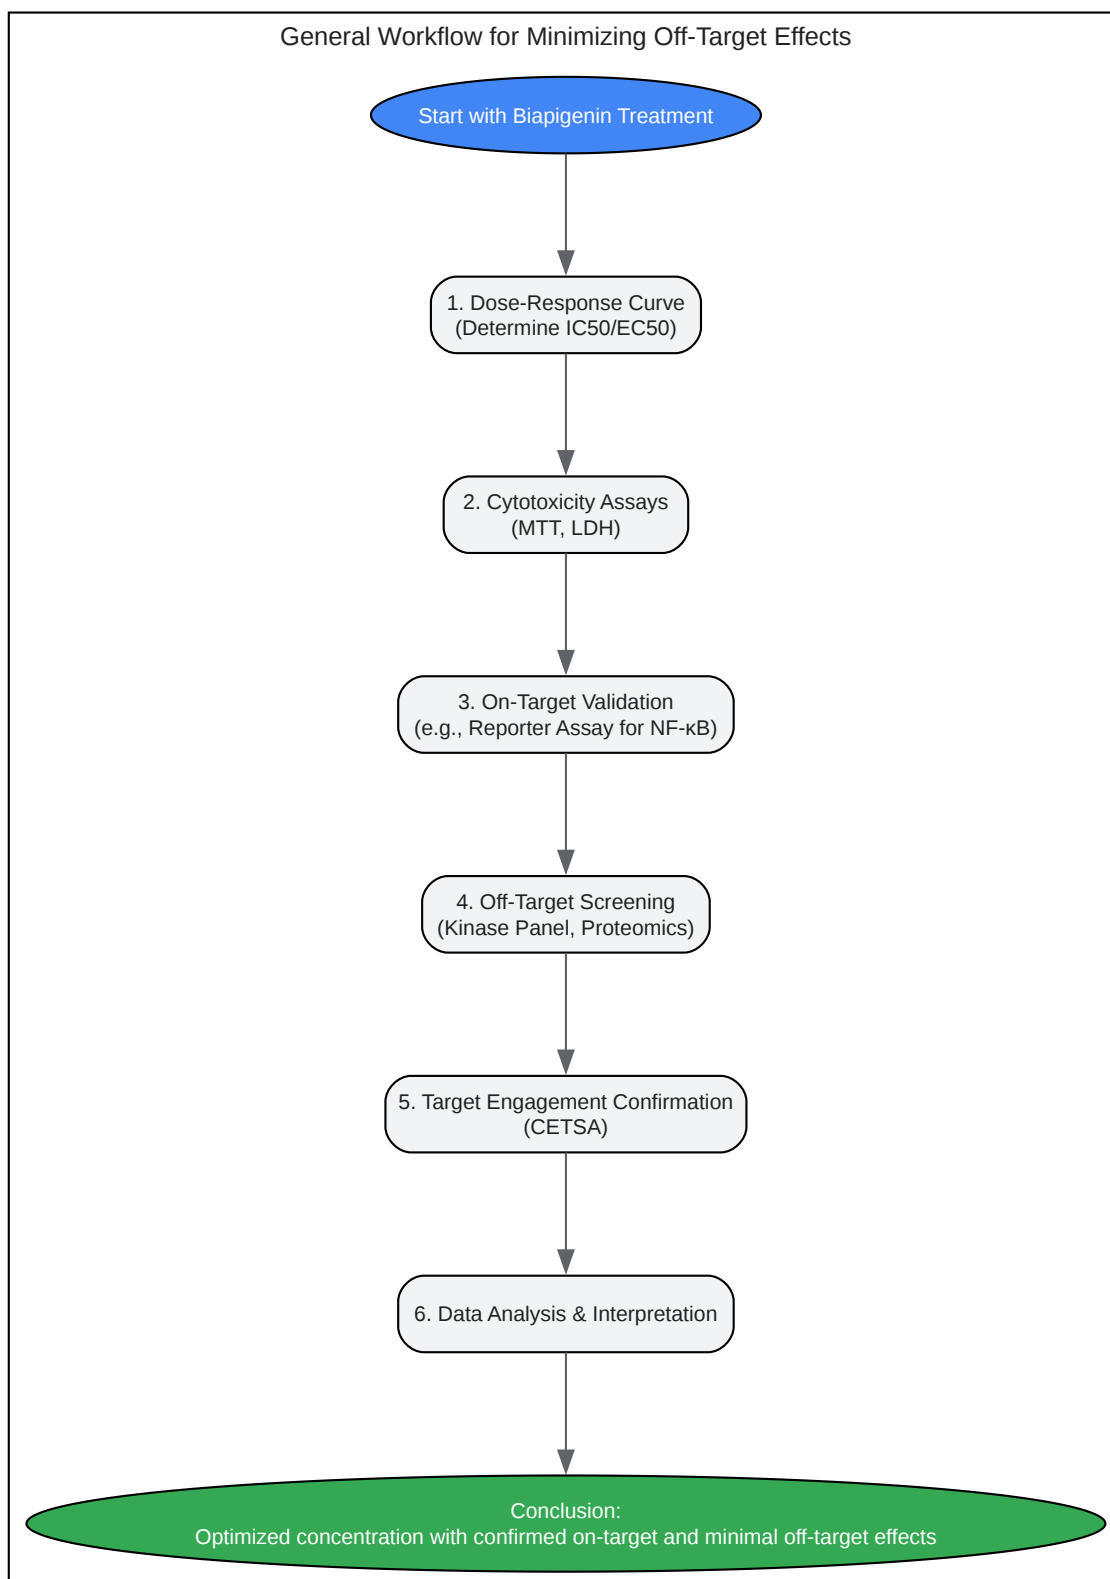 General Workflow for Minimizing Off-Target Effects
Start with Biapigenin Treatment
1. Dose-Response Curve
(Determine IC50/EC50)
2. Cytotoxicity Assays
(MTT, LDH)
3. On-Target Validation
(e.g., Reporter Assay for NF-κB)
4. Off-Target Screening
(Kinase Panel, Proteomics)
5. Target Engagement Confirmation
(CETSA)
6. Data Analysis & Interpretation
Conclusion:
Optimized concentration with confirmed on-target and minimal off-target effects